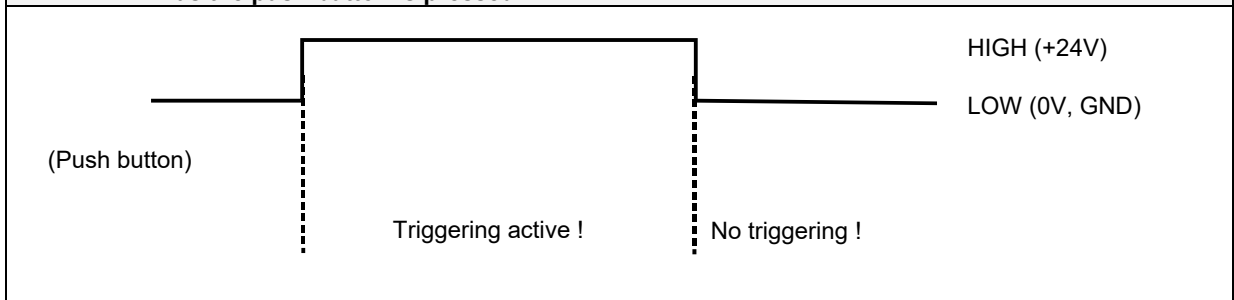 HIGH (+24V)
LOW (0V, GND)
(Push button)
Triggering active !
No triggering !